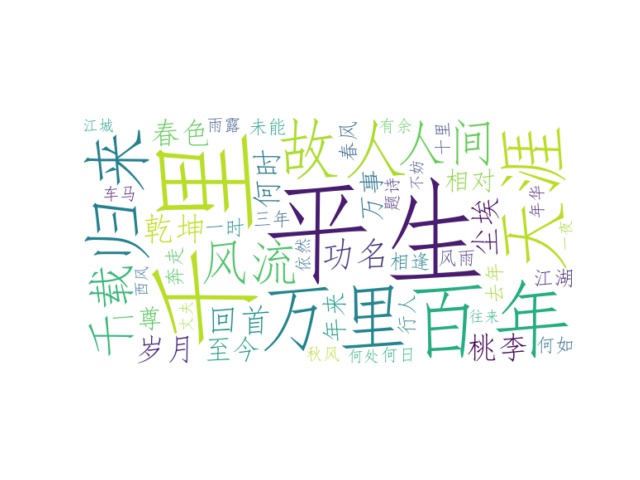 江城
雨露
未能
有余
春色
故人
人间
春风
十里
归来
千里
何时
天涯
车马
平生
万事
题诗
不妨
相对
年华
乾坤
一时
三年
尘埃
一夜
千载
西风
奔走
风流
依然
功名
相逢
风雨
去年
江湖
丈夫
尊
回首
万里
年来
行人
百年
往来
岁月
至今
秋风
何处
何日
桃李
何如